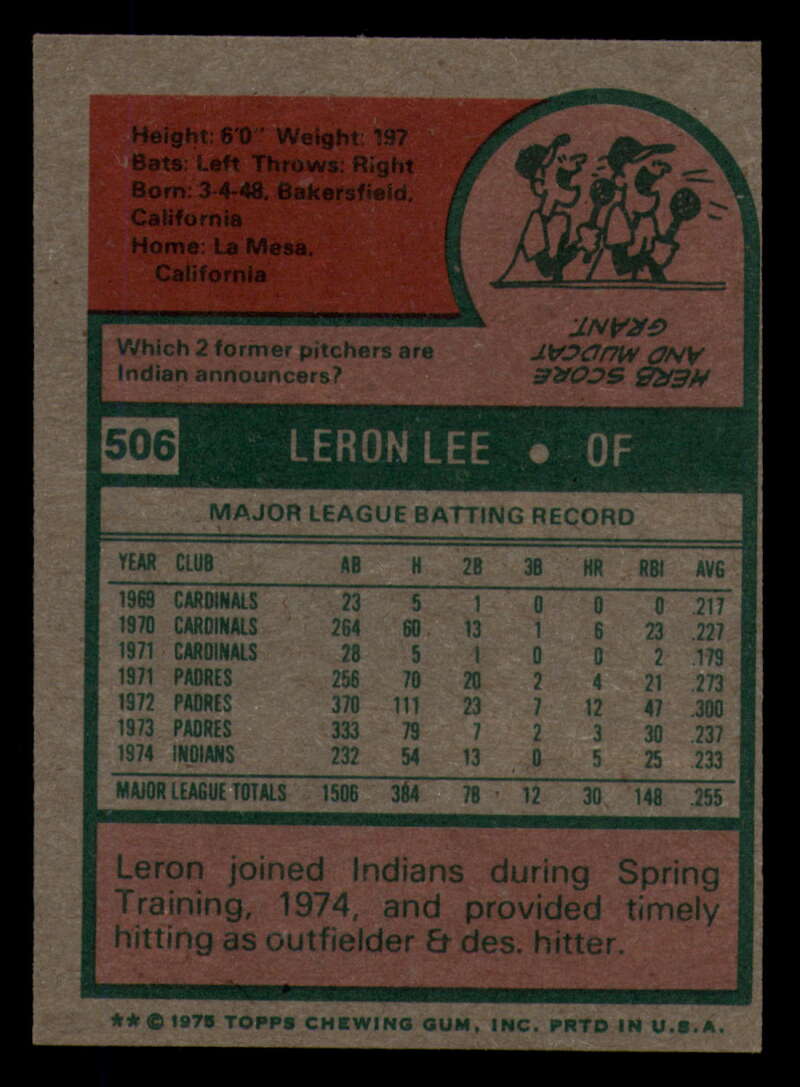 Height: 6'0" Weight: 197
Bats: Left Throws: Right
Born: 3-4-48, Bakersfield,
California
Home: La Mesa,
California
Which 2 former pitchers are
Indian announcers?
HERB SCORE
AND MUDCAT
GRANT.
506 LERON LEE • OF
MAJOR LEAGUE BATTING RECORD
YEAR CLUB AB H 2B 3B HR RBI AVG
1969 CARDINALS 23 5 1 0 0 0 .217
1970 CARDINALS 264 60 13 1 6 23 .227
1971 CARDINALS 28 5 1 0 0 2 .179
1971 PADRES 256 70 20 2 4 21 .273
1972 PADRES 370 111 23 7 12 47 .300
1973 PADRES 333 79 7 2 3 30 .237
1974 INDIANS 232 54 13 0 5 25 .233
MAJOR LEAGUE TOTALS 1506 384 78 12 30 148 .255
Leron joined Indians during Spring
Training, 1974, and provided timely
hitting as outfielder & des. hitter.
** © 1975 TOPPS CHEWING GUM, INC. PRTD IN U.S.A.